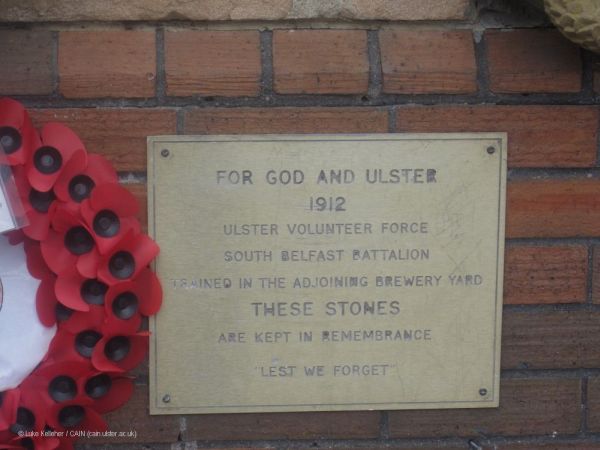 FOR GOD AND ULSTER
1912
ULSTER VOLUNTEER FORCE
SOUTH BELFAST BATTALION
TRAINED IN THE ADJOINING BREWERY YARD
THESE STONES
ARE KEPT IN REMEMBRANCE
"LEST WE FORGET"
© Luke Kelleher / CAIN (cain.ulster.ac.uk)